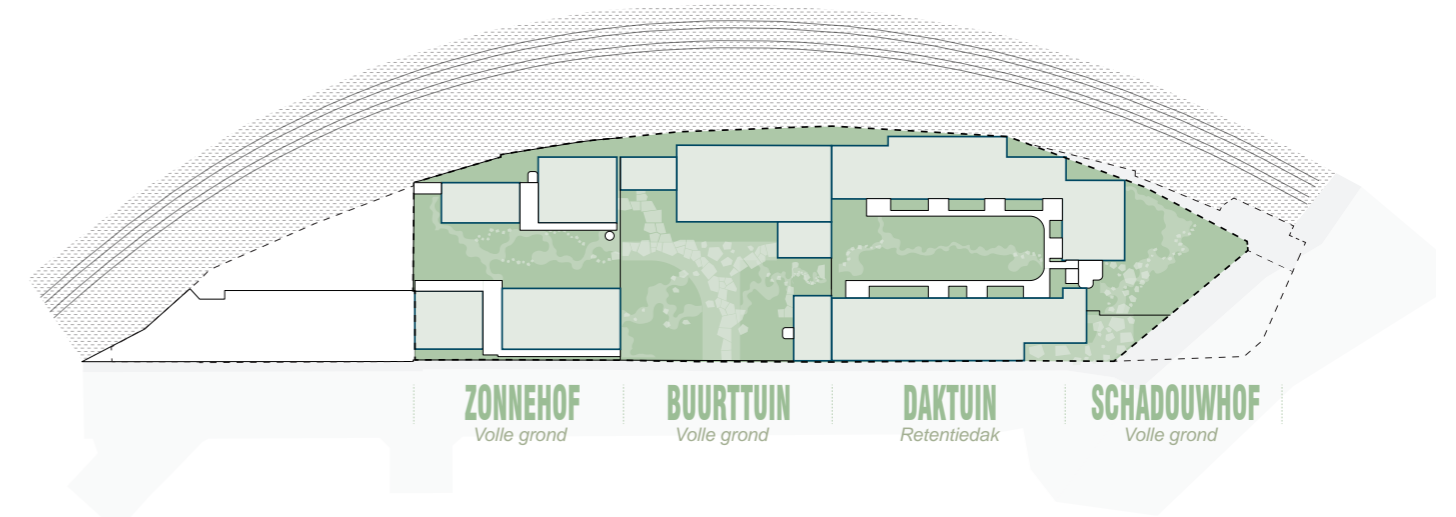 ZONNEHOF
Volle grond
BUURTTUIN
Volle grond
DAKTUIN
Retentiedak
SCHADOUWHOF
Volle grond